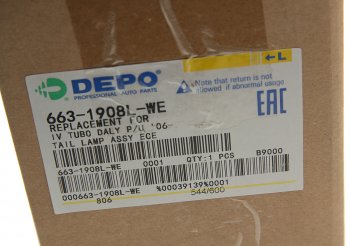 ←L
DEPO®
PROFESSIONAL AUTO PARTS
Note that return is not
allowed if abnormal usage
663-1908L-WE
EAC
REPLACEMENT FOR
IV TUBO DALY P/U '06-
TAIL LAMP ASSY ECE
663-1908L-WE 0001 QTY:1 PCS B9000
000663-1908L-WE %00039139%0001
806 544/600